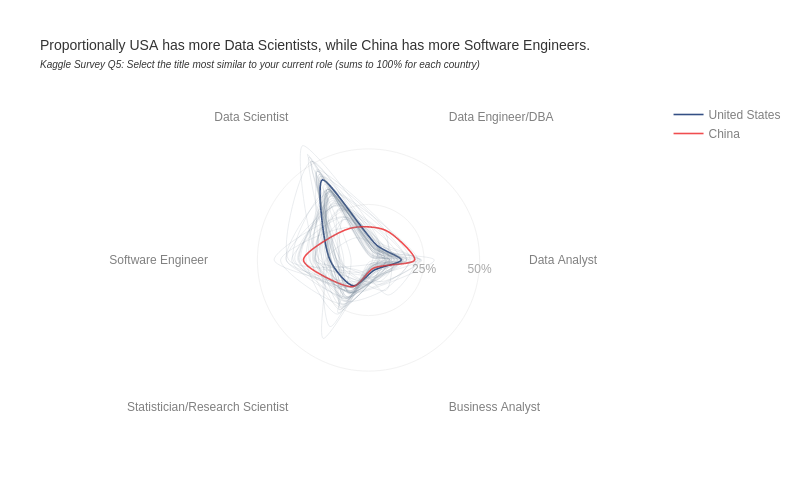 Proportionally USA has more Data Scientists, while China has more Software Engineers.
Kaggle Survey Q5: Select the title most similar to your current role (sums to 100% for each country)
Data Scientist
Data Engineer/DBA
United States
China
Software Engineer
Data Analyst
25%
50%
Statistician/Research Scientist
Business Analyst